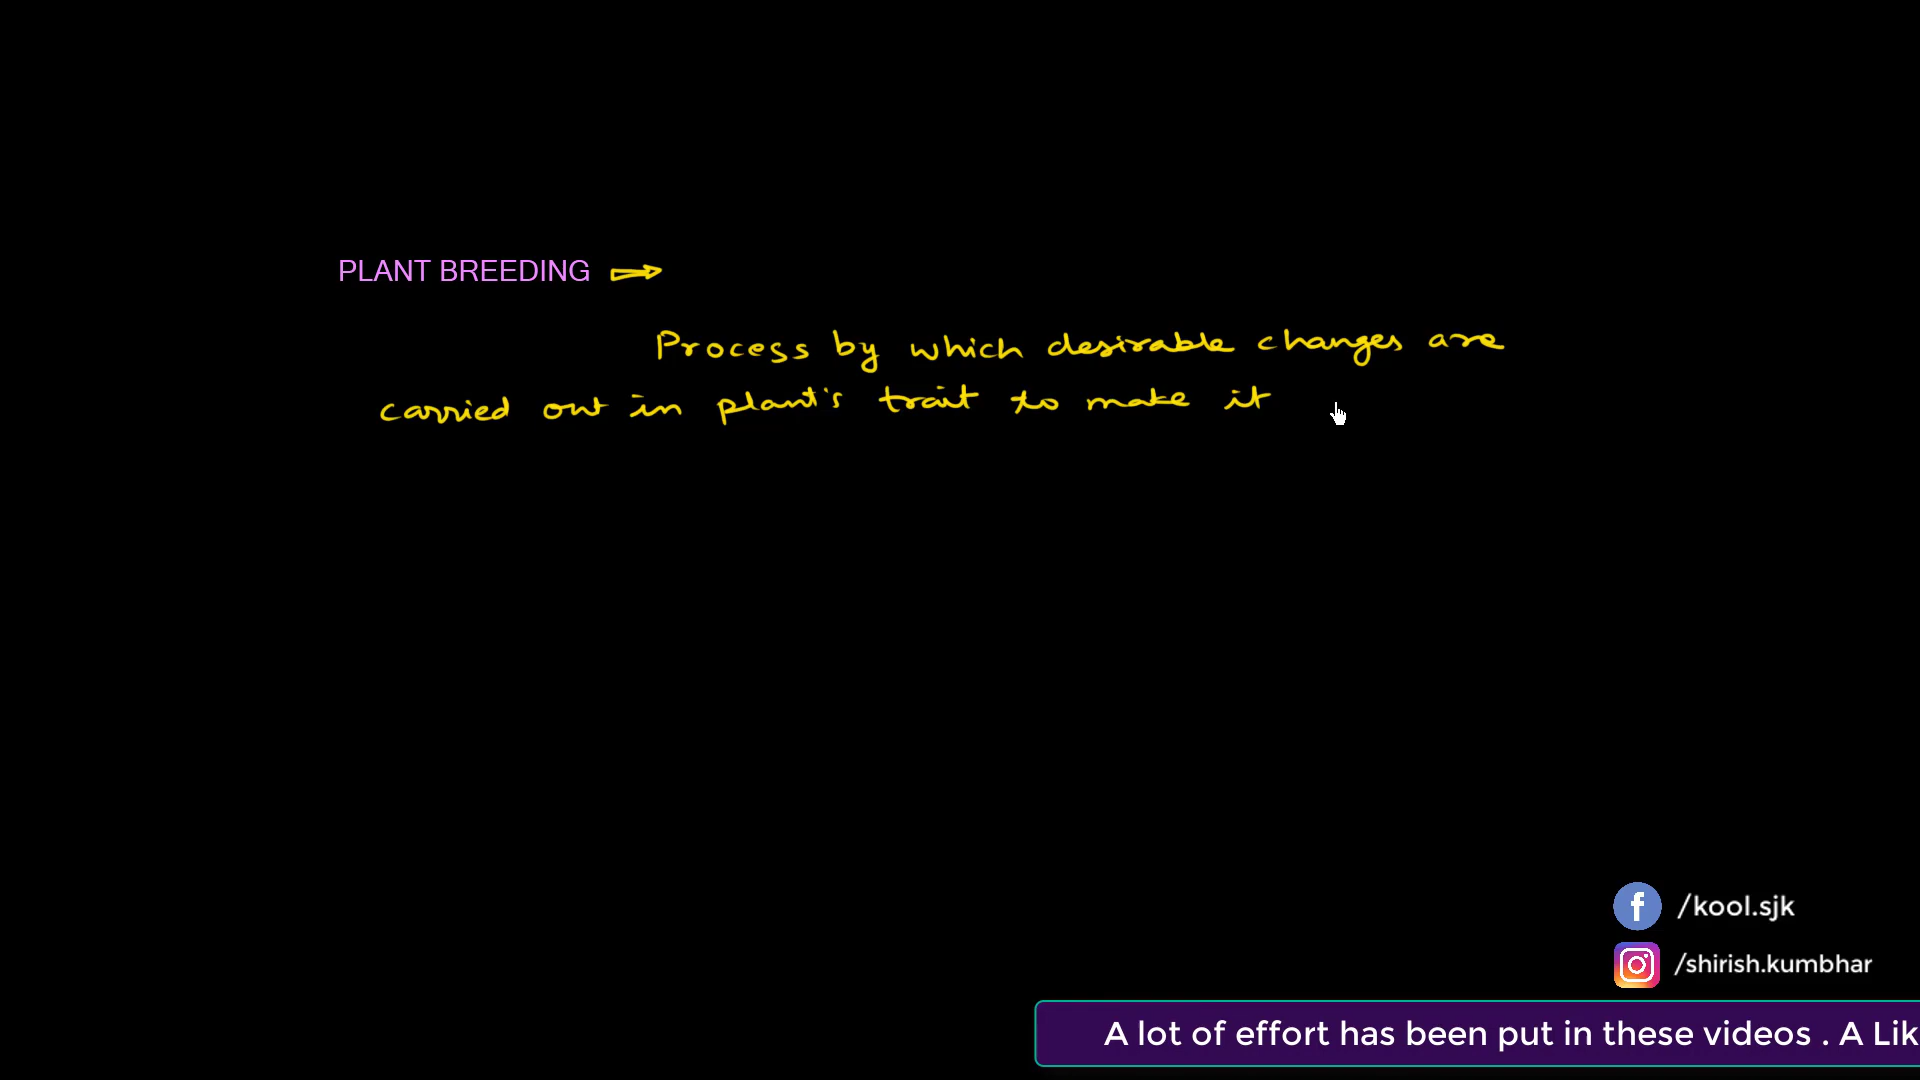 PLANT BREEDING
Process by which desirable changes are
carried out in plant's trait to make it
/kool.sjk
/shirish.kumbhar
A lot of effort has been put in these videos . A Lik